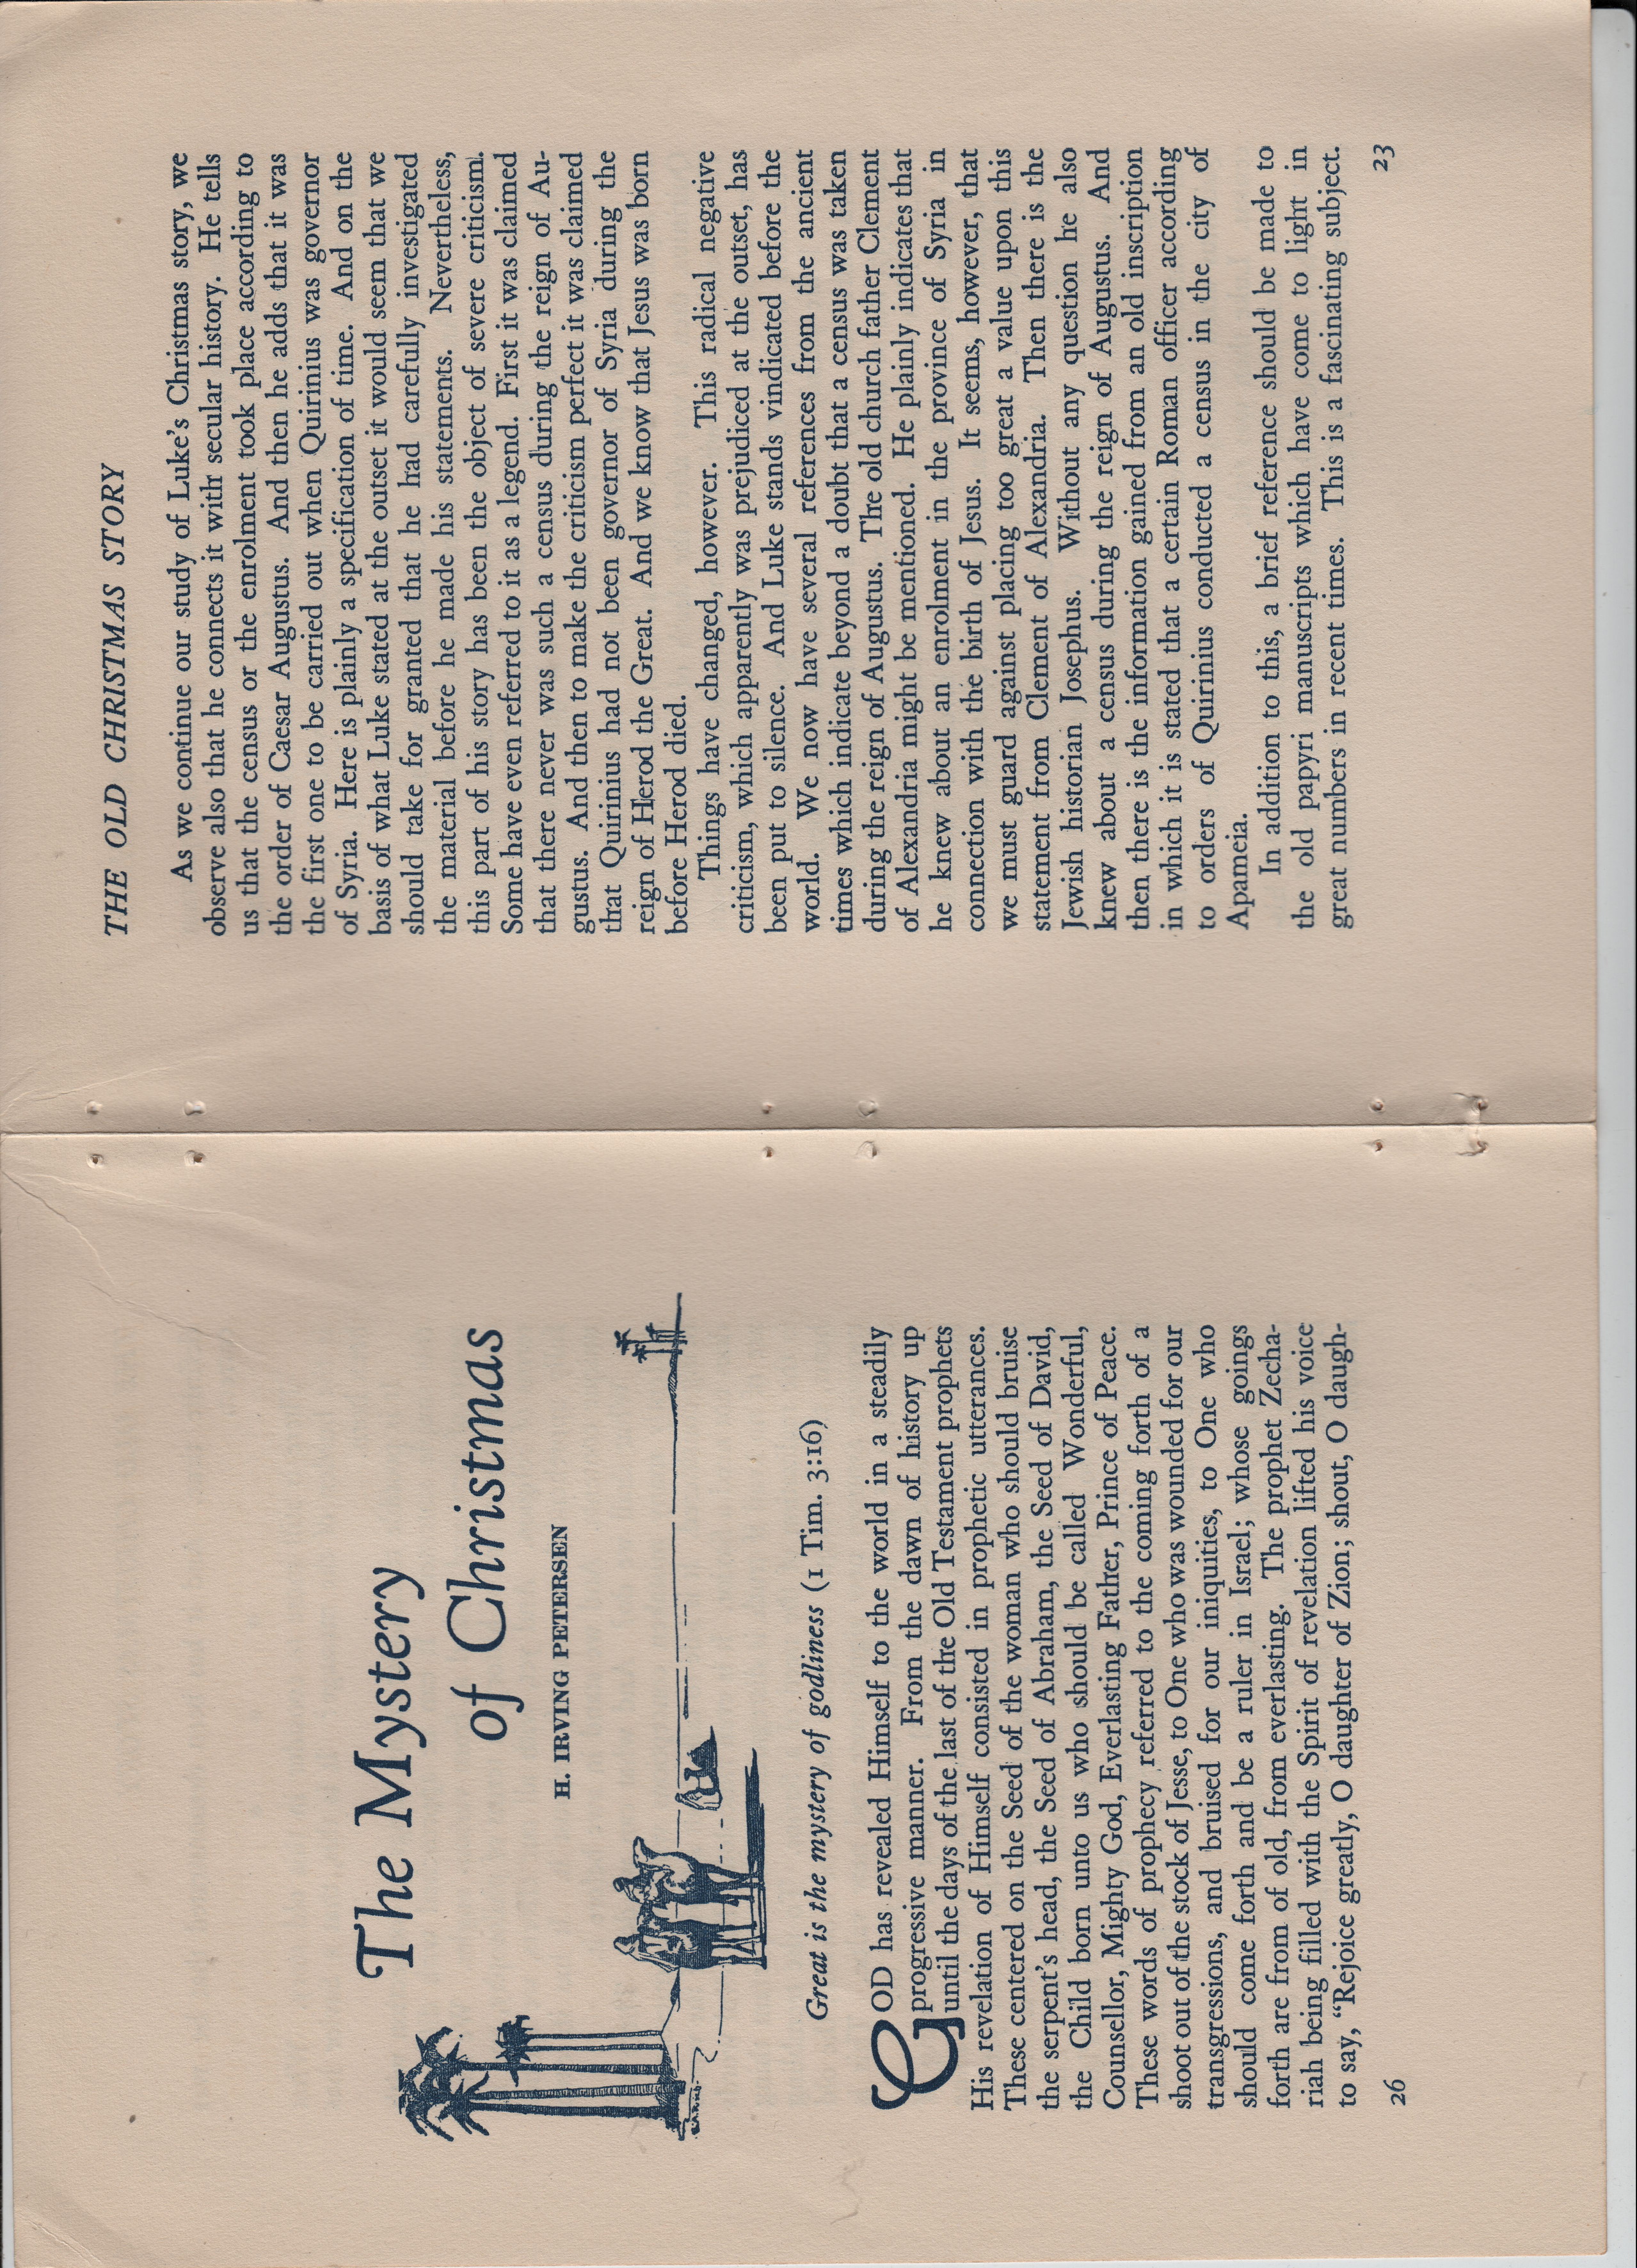 The Mystery
of Christmas
H. IRVING PETERSEN
Great is the mystery of godliness (1 Tim. 3:16)
GOD has revealed Himself to the world in a steadily
progressive manner. From the dawn of history up
until the days of the last of the Old Testament prophets
His revelation of Himself consisted in prophetic utterances.
These centered on the Seed of the woman who should bruise
the serpent's head, the Seed of Abraham, the Seed of David,
the Child born unto us who should be called Wonderful,
Counsellor, Mighty God, Everlasting Father, Prince of Peace.
These words of prophecy referred to the coming forth of a
shoot out of the stock of Jesse, to One who was wounded for our
transgressions, and bruised for our iniquities, to One who
should come forth and be a ruler in Israel; whose goings
forth are from of old, from everlasting. The prophet Zecha-
riah being filled with the Spirit of revelation lifted his voice
to say, “Rejoice greatly, O daughter of Zion; shout, O daugh-
26
THE OLD CHRISTMAS STORY
As we continue our study of Luke's Christmas story, we
observe also that he connects it with secular history. He tells
us that the census or the enrolment took place according to
the order of Caesar Augustus. And then he adds that it was
the first one to be carried out when Quirinius was governor
of Syria. Here is plainly a specification of time. And on the
basis of what Luke stated at the outset it would seem that we
should take for granted that he had carefully investigated
the material before he made his statements. Nevertheless,
this part of his story has been the object of severe criticism.
Some have even referred to it as a legend. First it was claimed
that there never was such a census during the reign of Au-
gustus. And then to make the criticism perfect it was claimed
that Quirinius had not been governor of Syria during the
reign of Herod the Great. And we know that Jesus was born
before Herod died.
Things have changed, however. This radical negative
criticism, which apparently was prejudiced at the outset, has
been put to silence. And Luke stands vindicated before the
world. We now have several references from the ancient
times which indicate beyond a doubt that a census was taken
during the reign of Augustus. The old church father Clement
of Alexandria might be mentioned. He plainly indicates that
he knew about an enrolment in the province of Syria in
connection with the birth of Jesus. It seems, however, that
we must guard against placing too great a value upon this
statement from Clement of Alexandria. Then there is the
Jewish historian Josephus. Without any question he also
knew about a census during the reign of Augustus. And
then there is the information gained from an old inscription
in which it is stated that a certain Roman officer according
to orders of Quirinius conducted a census in the city of
Apameia.
In addition to this, a brief reference should be made to
the old papyri manuscripts which have come to light in
great numbers in recent times. This is a fascinating subject.
23